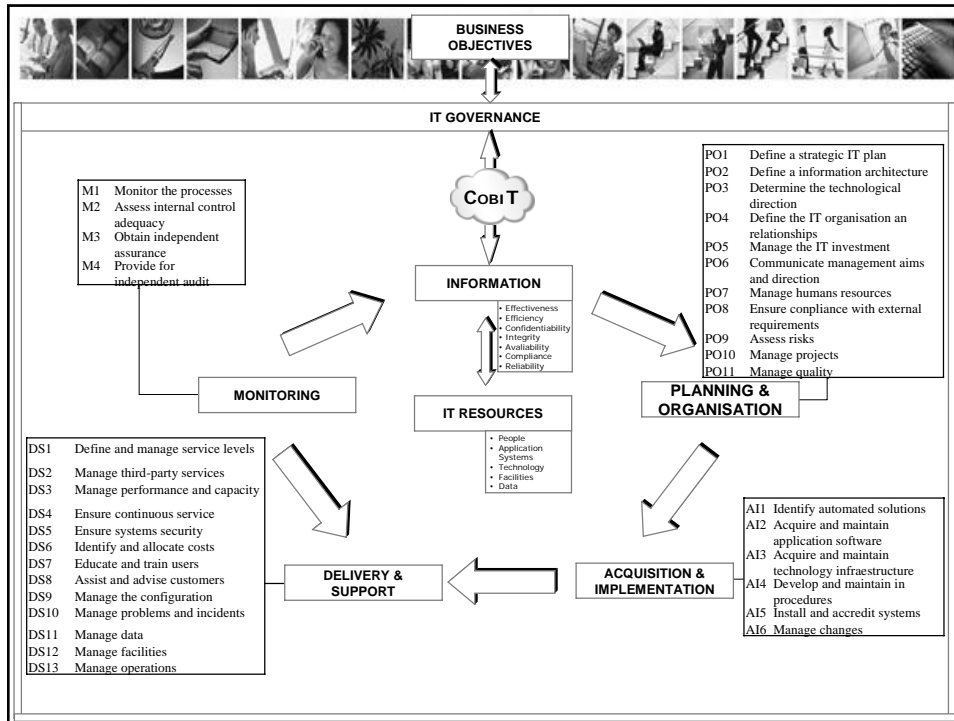 BUSINESS
OBJECTIVES
IT GOVERNANCE
COBIT
M1 Monitor the processes
M2 Assess internal control
adequacy
M3 Obtain independent
assurance
M4 Provide for
independent audit
MONITORING
INFORMATION
• Effectiveness
• Efficiency
• Confidentiability
• Integrity
• Avaliability
• Compliance
• Reliability
IT RESOURCES
• People
• Application
Systems
• Technology
• Facilities
• Data
PO1 Define a strategic IT plan
PO2 Define a information architecture
PO3 Determine the technological
direction
PO4 Define the IT organisation an
relationships
PO5 Manage the IT investment
PO6 Communicate management aims
and direction
PO7 Manage humans resources
PO8 Ensure conpliance with external
requirements
PO9 Assess risks
PO10 Manage projects
PO11 Manage quality
PLANNING &
ORGANISATION
DS1 Define and manage service levels
DS2 Manage third-party services
DS3 Manage performance and capacity
DS4 Ensure continuous service
DS5 Ensure systems security
DS6 Identify and allocate costs
DS7 Educate and train users
DS8 Assist and advise customers
DS9 Manage the configuration
DS10 Manage problems and incidents
DS11 Manage data
DS12 Manage facilities
DS13 Manage operations
DELIVERY &
SUPPORT
ACQUISITION &
IMPLEMENTATION
AI1 Identify automated solutions
AI2 Acquire and maintain
application software
AI3 Acquire and maintain
technology infraestructure
AI4 Develop and maintain in
procedures
AI5 Install and accredit systems
AI6 Manage changes